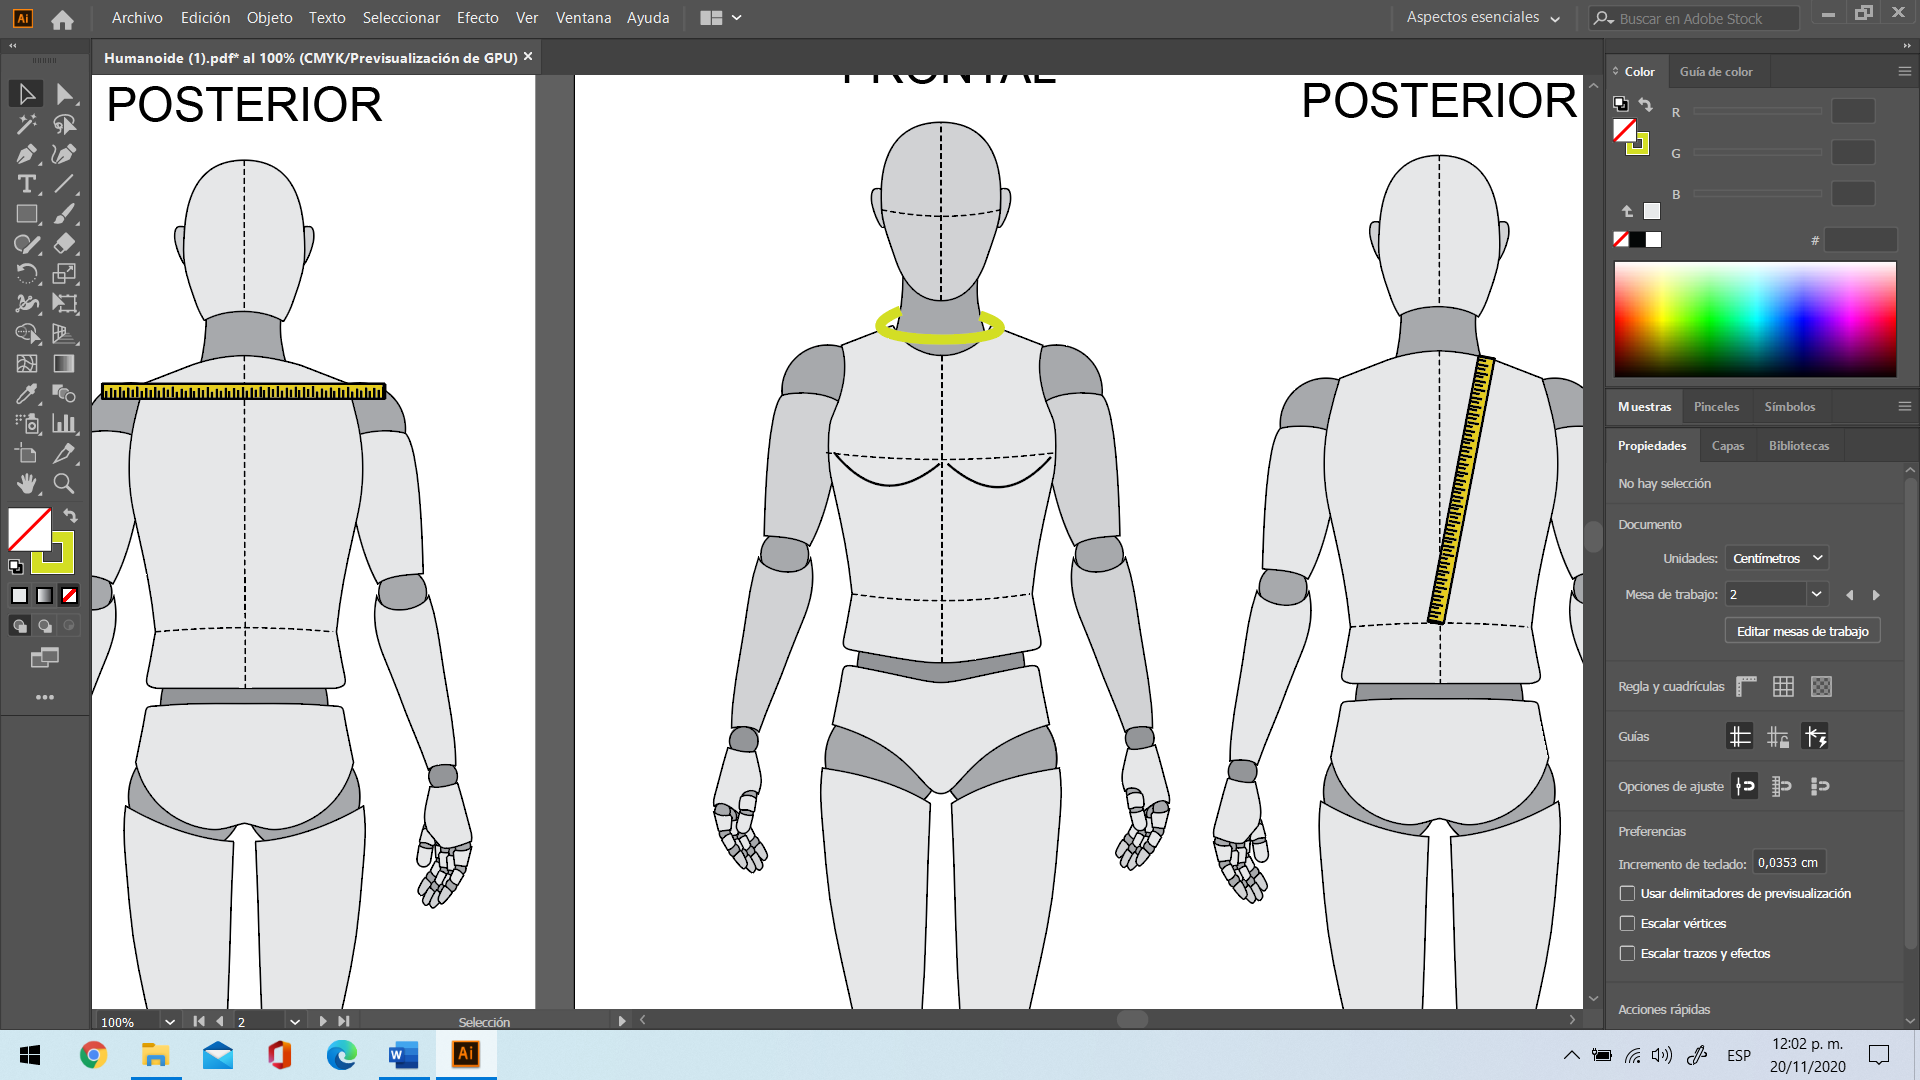 Ai Archivo Edición Objeto Texto Seleccionar Efecto Ver Ventana Ayuda Aspectos esenciales Buscar en Adobe Stock
Humanoide (1).pdf* al 100% (CMYK/Previsualización de GPU) ×
POSTERIOR
FRONTAL
POSTERIOR
Color Guía de color
R
G
B
#
Muestras Pinceles Símbolos
Propiedades Capas Bibliotecas
No hay selección
Documento
Unidades: Centímetros
Mesa de trabajo: 2
Editar mesas de trabajo
Regla y cuadrículas
Guías
Opciones de ajuste
Preferencias
Incremento de teclado: 0,0353 cm
Usar delimitadores de previsualización
Escalar vértices
Escalar trazos y efectos
Acciones rápidas
100% 2 Selección
Ai ESP 12:02 p. m.
20/11/2020